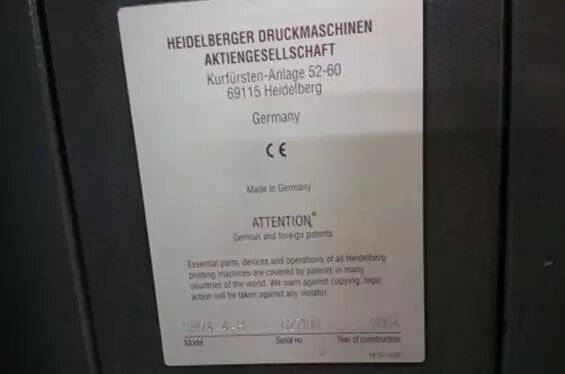 HEIDELBERGER DRUCKMASCHINEN
AKTIENGESELLSCHAFT
Kurfürsten-Anlage 52-60
69115 Heidelberg
Germany
CE
Made in Germany
ATTENTION
German and foreign patents
Essential parts, devices and operations of all Heidelberg
printing machines are covered by patents in many
countries of the world. We warn against copying, legal
action will be taken against any violator.
2004
Model Serial no Year of construction